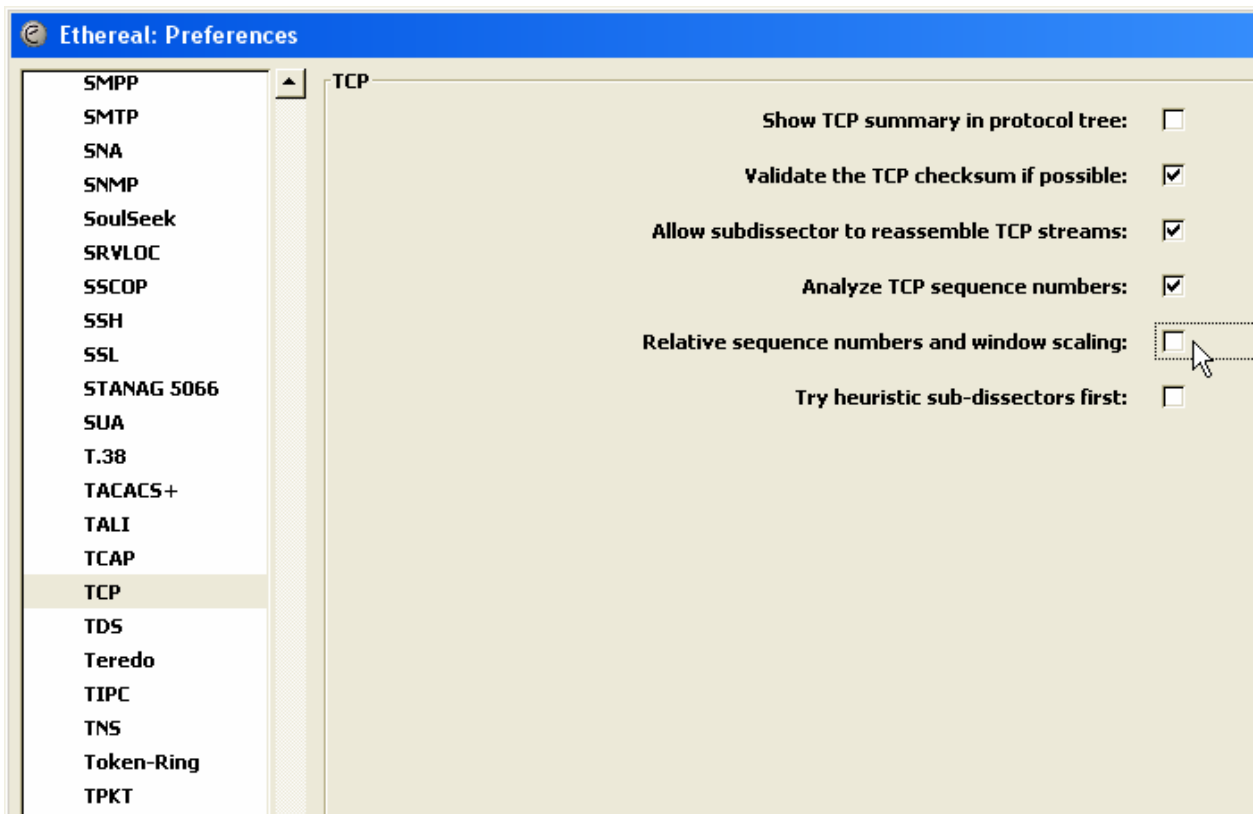 Ethereal: Preferences
SMPP
SMTP
SNA
SNMP
SoulSeek
SRVLOC
SSCOP
SSH
SSL
STANAG 5066
SUA
T.38
TACACS+
TALI
TCAP
TCP
TDS
Teredo
TIPC
TNS
Token-Ring
TPKT
TCP
Show TCP summary in protocol tree:
Validate the TCP checksum if possible:
Allow subdissector to reassemble TCP streams:
Analyze TCP sequence numbers:
Relative sequence numbers and window scaling:
Try heuristic sub-dissectors first: